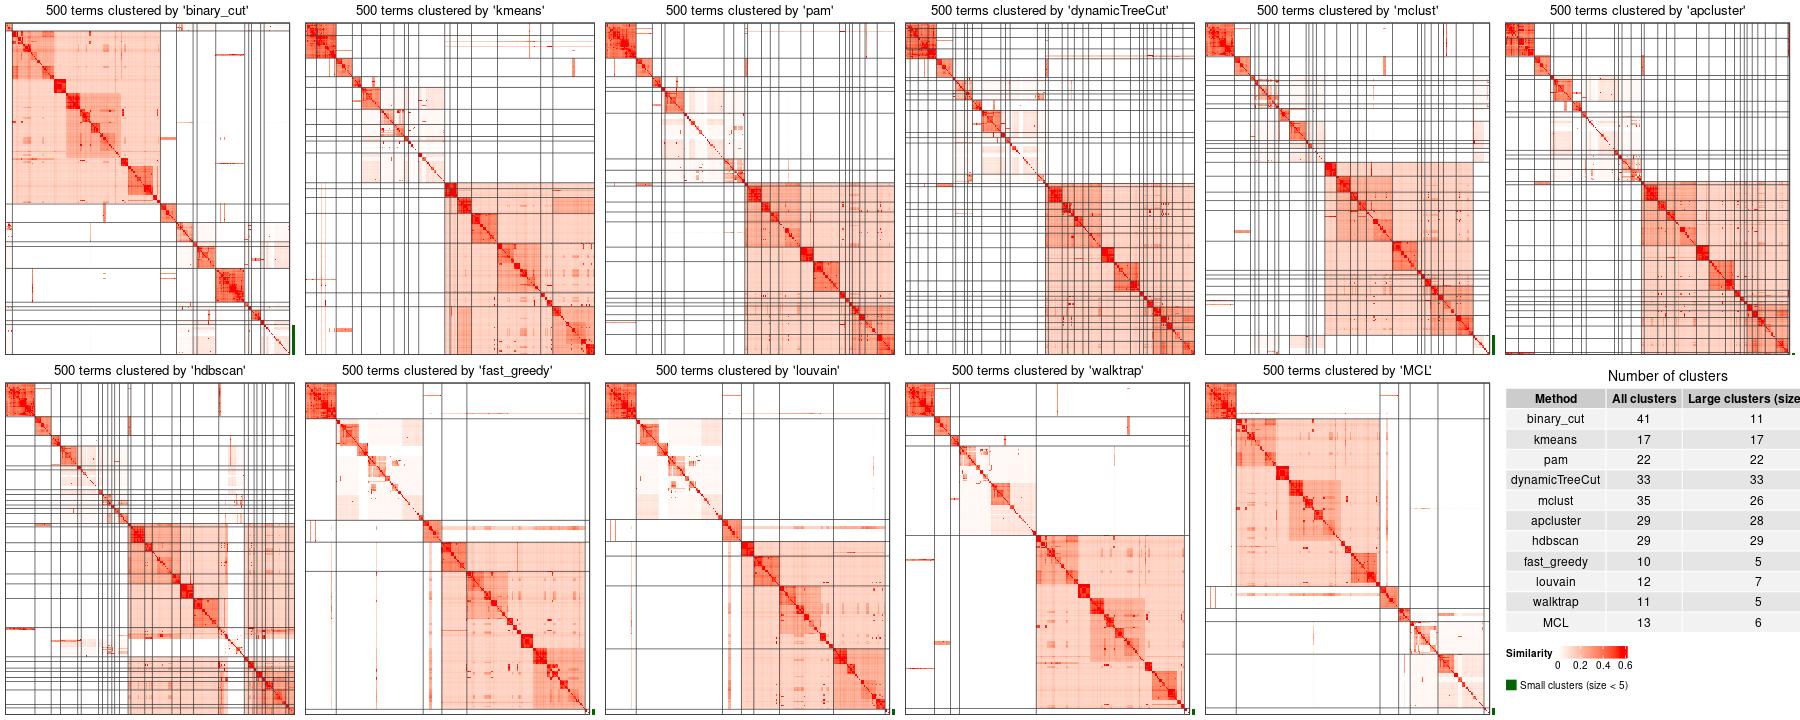 500 terms clustered by 'binary_cut'
500 terms clustered by 'kmeans'
500 terms clustered by 'pam'
500 terms clustered by 'dynamicTreeCut'
500 terms clustered by 'mclust'
500 terms clustered by 'apcluster'
500 terms clustered by 'hdbscan'
500 terms clustered by 'fast_greedy'
500 terms clustered by 'louvain'
500 terms clustered by 'walktrap'
500 terms clustered by 'MCL'
Number of clusters
Method All clusters Large clusters (size
binary_cut 41 11
kmeans 17 17
pam 22 22
dynamicTreeCut 33 33
mclust 35 26
apcluster 29 28
hdbscan 29 29
fast_greedy 10 5
louvain 12 7
walktrap 11 5
MCL 13 6
Similarity
0 0.2 0.4 0.6
Small clusters (size < 5)